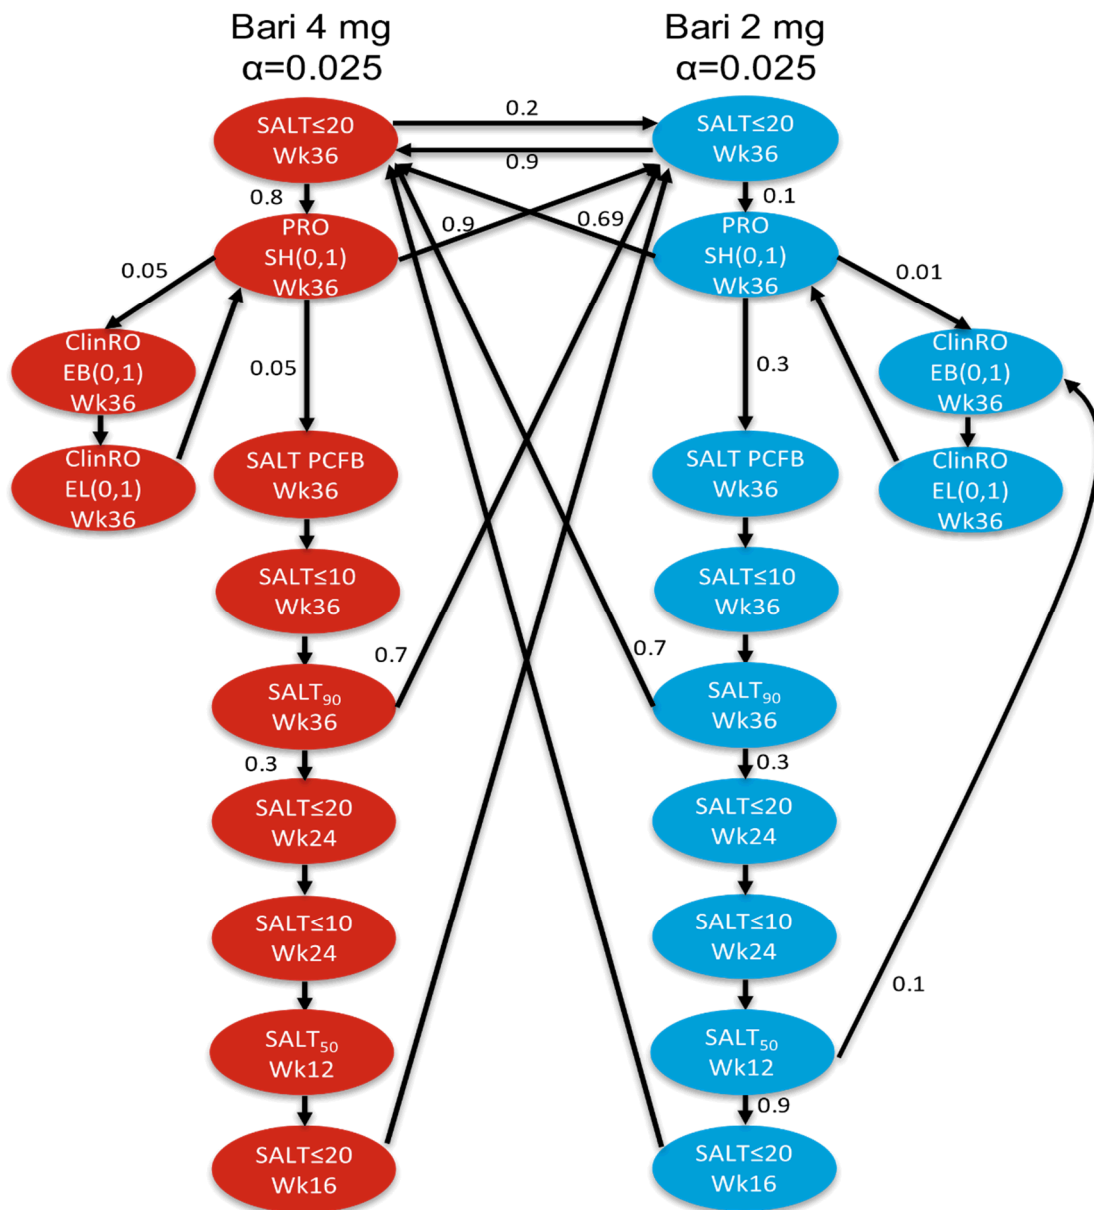 Bari 4 mg
α=0.025
Bari 2 mg
α=0.025
SALT≤20
Wk36
0.2
0.9
SALT≤20
Wk36
0.8
0.1
PRO
SH(0,1)
Wk36
0.9
0.69
PRO
SH(0,1)
Wk36
0.05
0.01
ClinRO
EB(0,1)
Wk36
0.05
0.3
ClinRO
EB(0,1)
Wk36
ClinRO
EL(0,1)
Wk36
SALT PCFB
Wk36
SALT PCFB
Wk36
ClinRO
EL(0,1)
Wk36
SALT≤10
Wk36
SALT≤10
Wk36
0.7
0.7
SALT₉₀
Wk36
SALT₉₀
Wk36
0.3
0.3
SALT≤20
Wk24
SALT≤20
Wk24
SALT≤10
Wk24
SALT≤10
Wk24
0.1
SALT₅₀
Wk12
SALT₅₀
Wk12
0.9
SALT≤20
Wk16
SALT≤20
Wk16